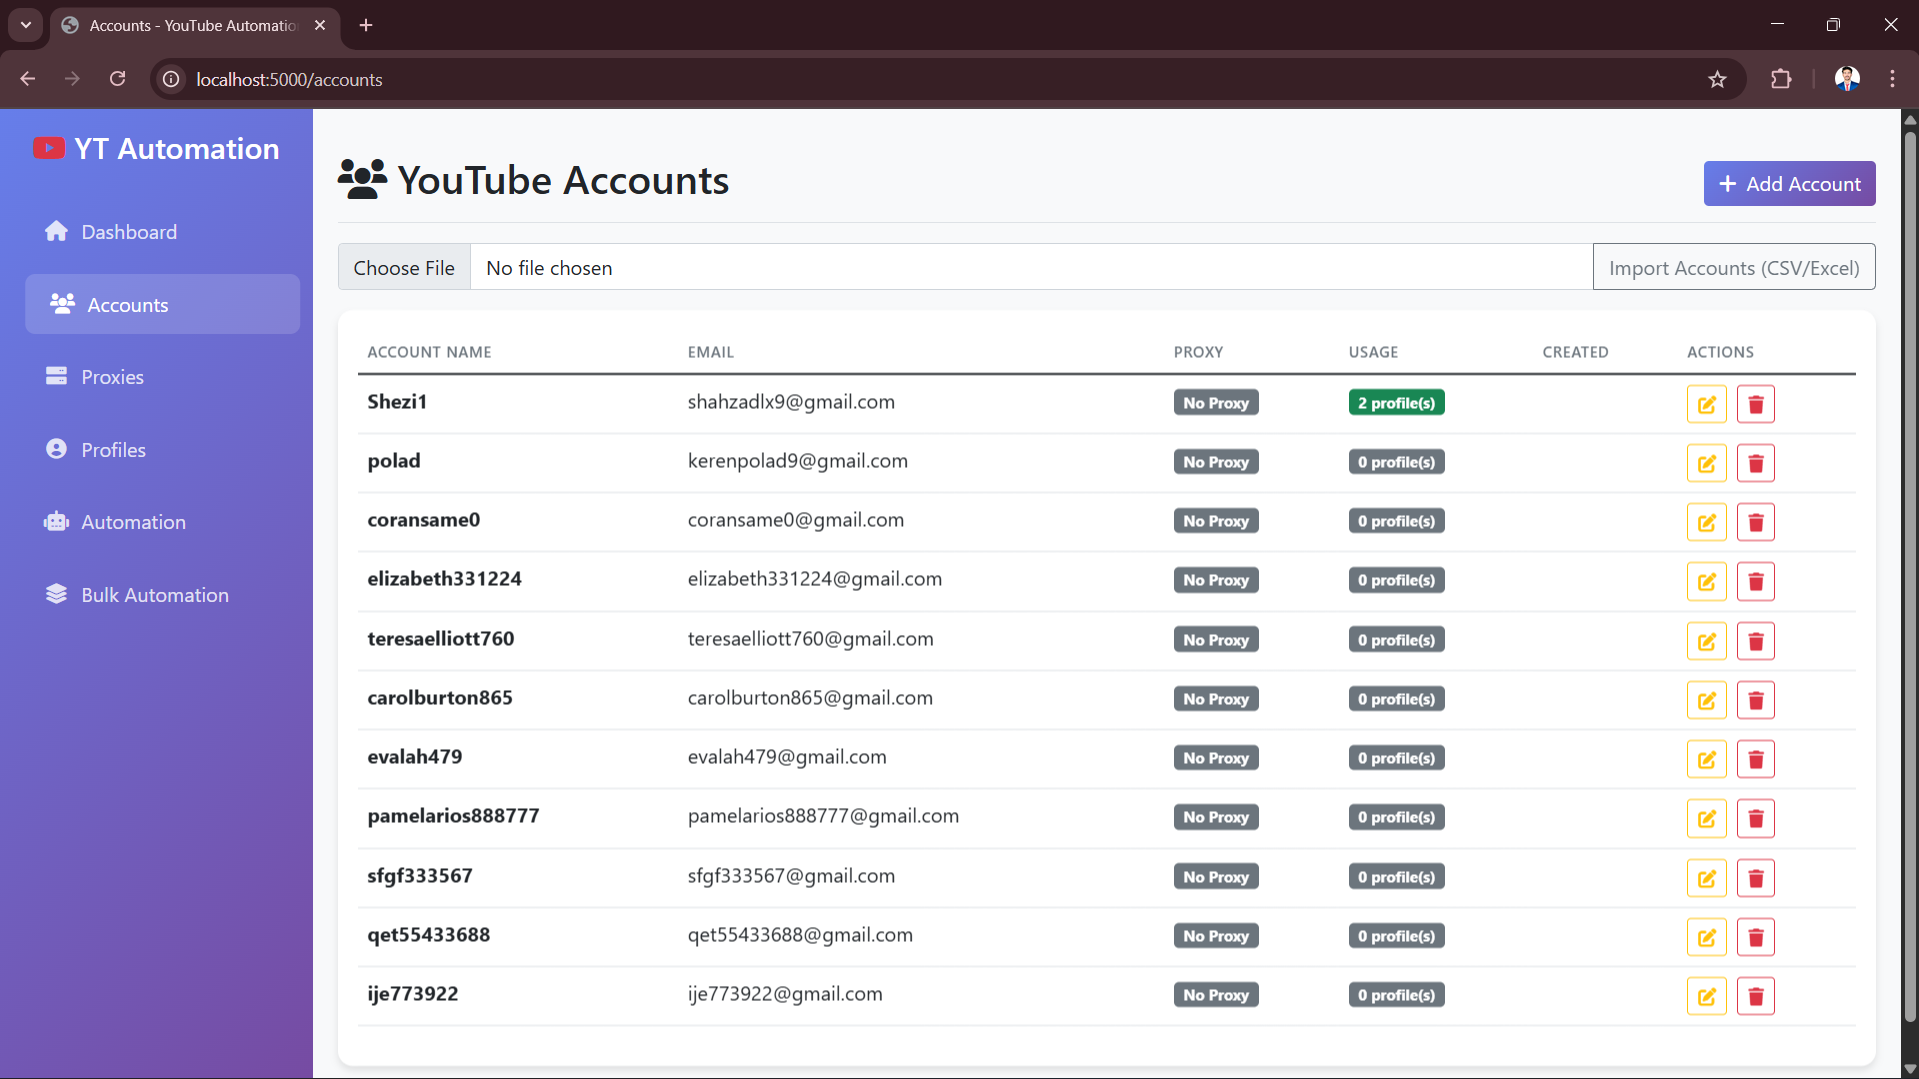 Accounts - YouTube Automatio
localhost:5000/accounts
YT Automation
Dashboard
Accounts
Proxies
Profiles
Automation
Bulk Automation
YouTube Accounts
Add Account
Choose File No file chosen Import Accounts (CSV/Excel)
ACCOUNT NAME EMAIL PROXY USAGE CREATED ACTIONS
Shezi1 shahzadlx9@gmail.com No Proxy 2 profile(s)
polad kerenpolad9@gmail.com No Proxy 0 profile(s)
coransame0 coransame0@gmail.com No Proxy 0 profile(s)
elizabeth331224 elizabeth331224@gmail.com No Proxy 0 profile(s)
teresaelliott760 teresaelliott760@gmail.com No Proxy 0 profile(s)
carolburton865 carolburton865@gmail.com No Proxy 0 profile(s)
evalah479 evalah479@gmail.com No Proxy 0 profile(s)
pamelarios888777 pamelarios888777@gmail.com No Proxy 0 profile(s)
sfgf333567 sfgf333567@gmail.com No Proxy 0 profile(s)
qet55433688 qet55433688@gmail.com No Proxy 0 profile(s)
ije773922 ije773922@gmail.com No Proxy 0 profile(s)